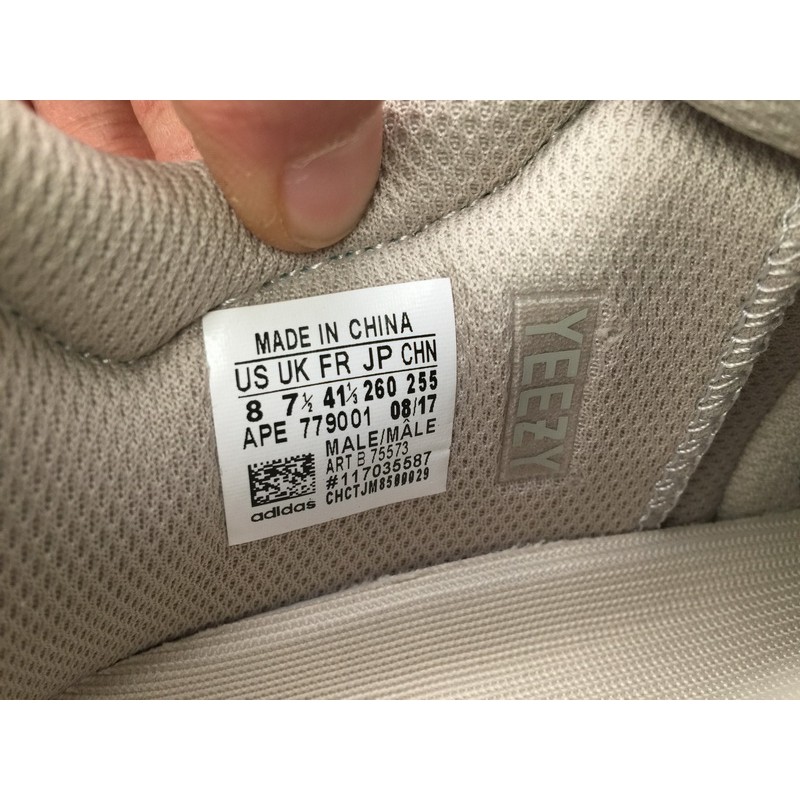 MADE IN CHINA
US UK FR JP CHN
8 7½ 41⅓ 260 255
APE 779001 08/17
MALE/MÂLE
ART B 75573
#117035587
CHCTJM8500029
adidas
YEEZY